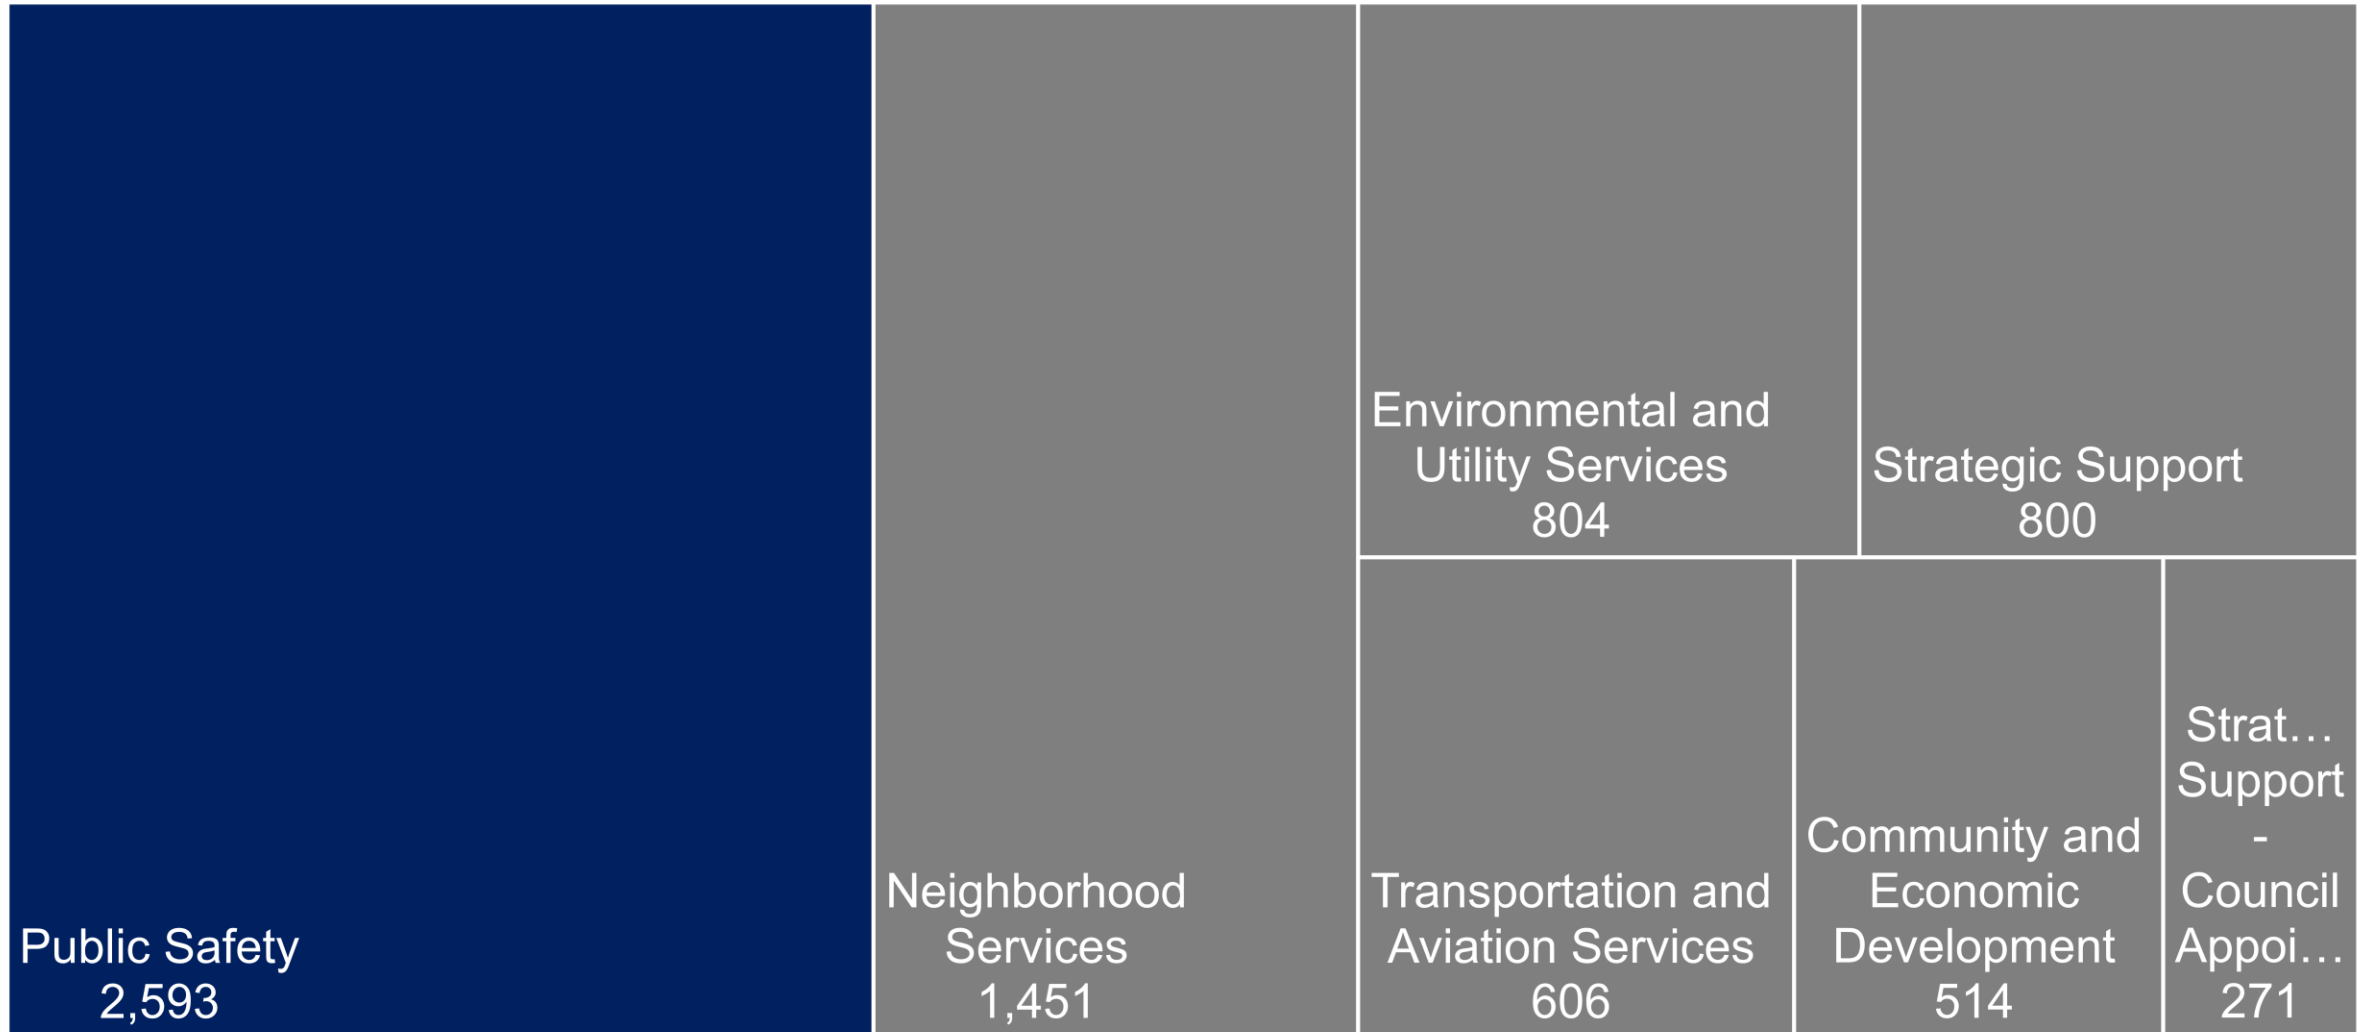 Public Safety
2,593
Neighborhood
Services
1,451
Environmental and
Utility Services
804
Strategic Support
800
Transportation and
Aviation Services
606
Community and
Economic
Development
514
Strat…
Support
-
Council
Appoi…
271